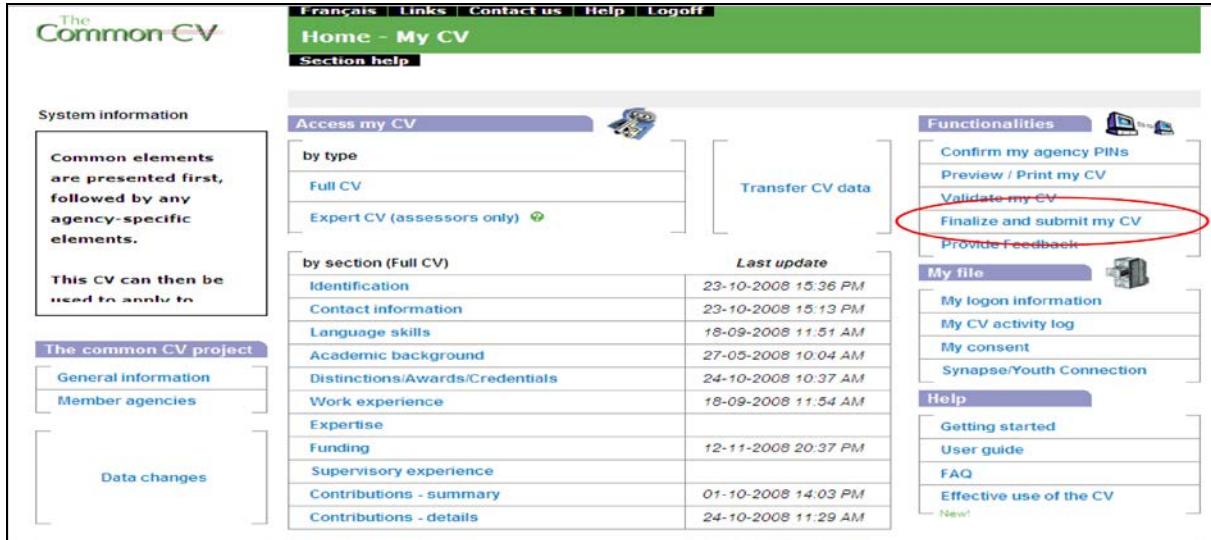 The
Common CV
Français Links Contact us Help Logoff
Home - My CV
Section help
System information
Common elements
are presented first,
followed by any
agency-specific
elements.
This CV can then be
used to apply to
The common CV project
General information
Member agencies
Data changes
Access my CV
by type
Full CV
Expert CV (assessors only) ?
Transfer CV data
by section (Full CV) Last update
Identification 23-10-2008 15:36 PM
Contact information 23-10-2008 15:13 PM
Language skills 18-09-2008 11:51 AM
Academic background 27-05-2008 10:04 AM
Distinctions/Awards/Credentials 24-10-2008 10:37 AM
Work experience 18-09-2008 11:54 AM
Expertise
Funding 12-11-2008 20:37 PM
Supervisory experience
Contributions - summary 01-10-2008 14:03 PM
Contributions - details 24-10-2008 11:29 AM
Functionalities
Confirm my agency PINs
Preview / Print my CV
Validate my CV
Finalize and submit my CV
Provide Feedback
My file
My logon information
My CV activity log
My consent
Synapse/Youth Connection
Help
Getting started
User guide
FAQ
Effective use of the CV
New!